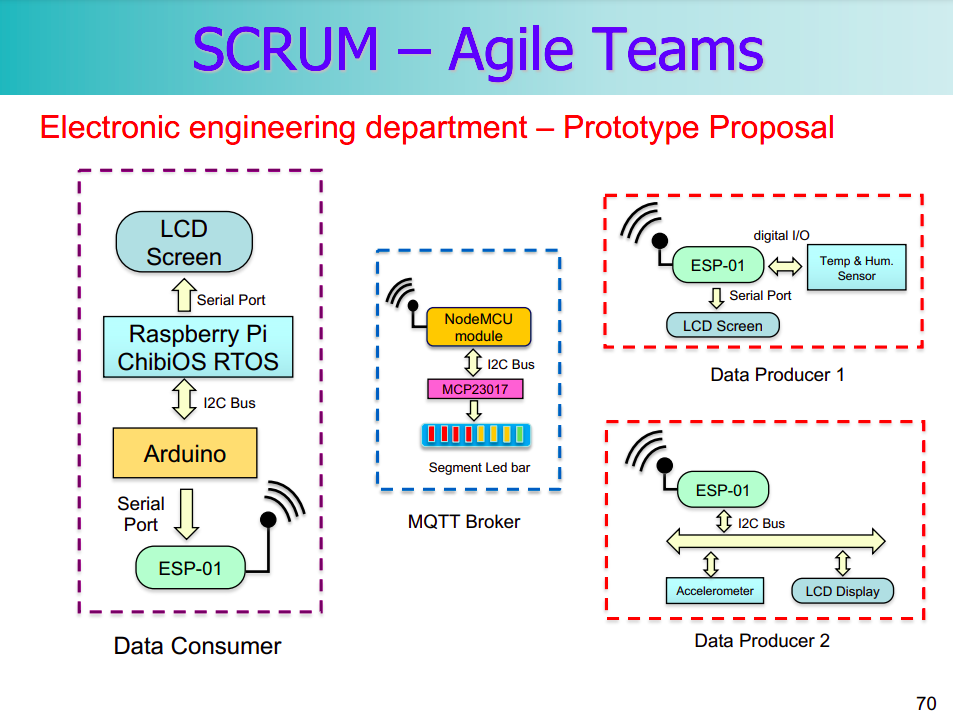 SCRUM – Agile Teams
Electronic engineering department – Prototype Proposal
LCD
Screen
Serial Port
Raspberry Pi
ChibiOS RTOS
I2C Bus
Arduino
Serial
Port
ESP-01
Data Consumer
NodeMCU
module
I2C Bus
MCP23017
Segment Led bar
MQTT Broker
digital I/O
ESP-01
Temp & Hum.
Sensor
Serial Port
LCD Screen
Data Producer 1
ESP-01
I2C Bus
Accelerometer
LCD Display
Data Producer 2
70